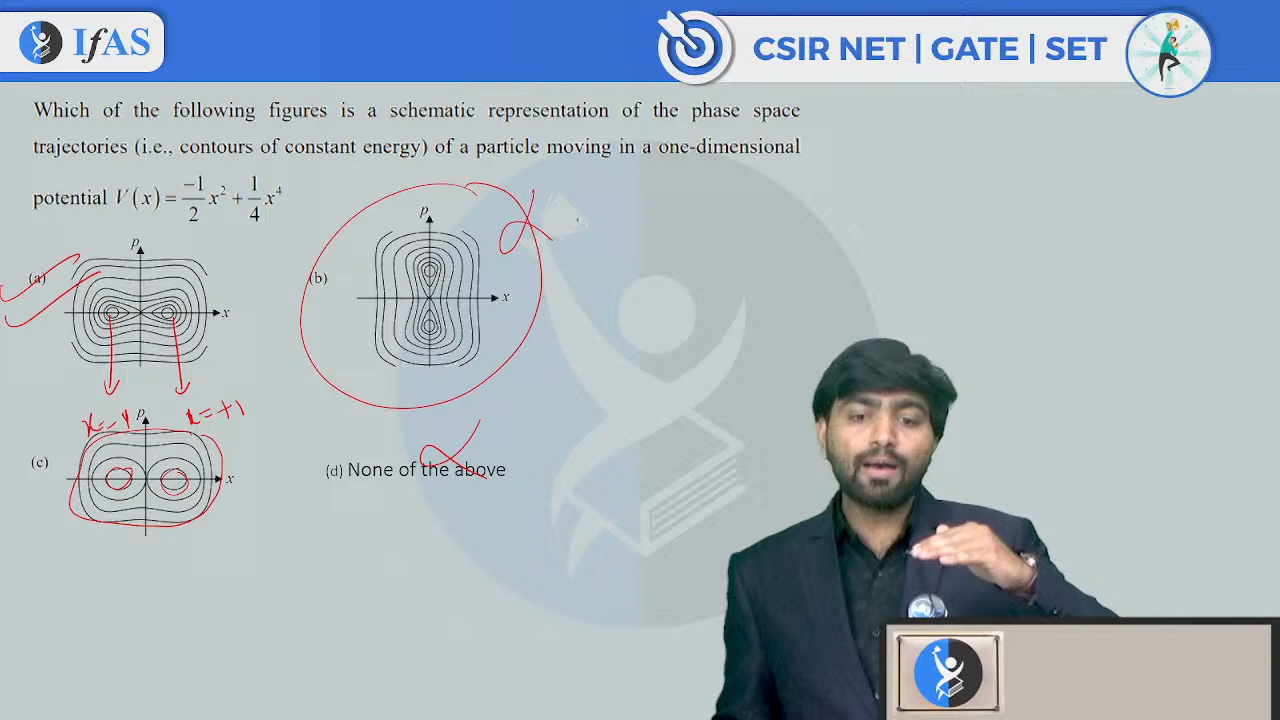 IfAS
CSIR NET | GATE | SET
Which of the following figures is a schematic representation of the phase space
trajectories (i.e., contours of constant energy) of a particle moving in a one-dimensional
potential V(x) = -1/2 x² + 1/4 x⁴
(a)
p
x
(b)
p
x
x=-1
x=+1
(c)
p
x
(d) None of the above